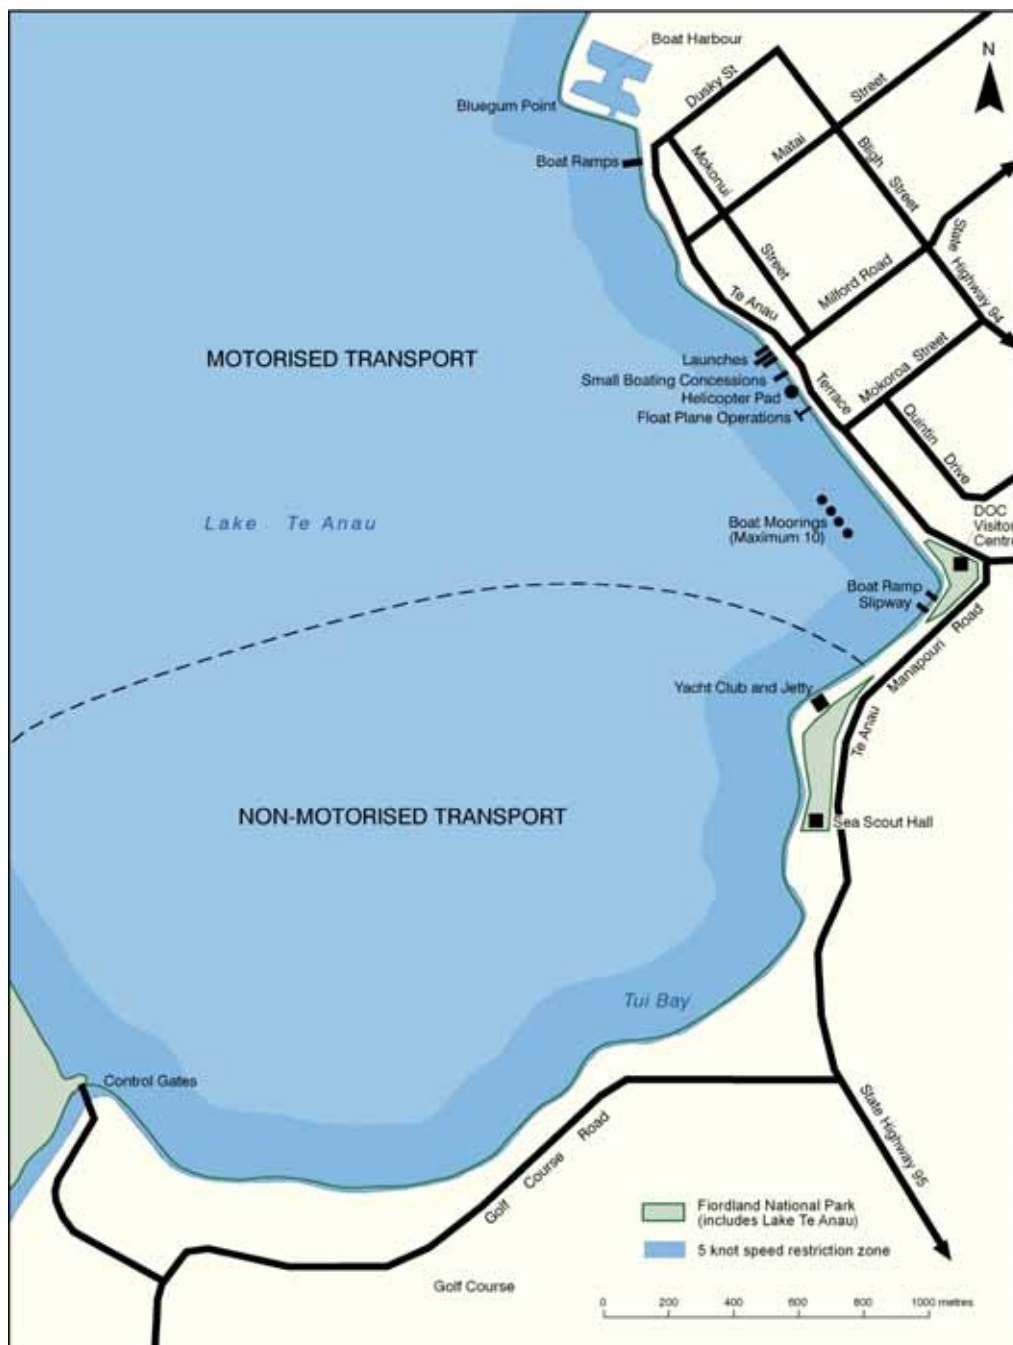 Boat Harbour
N
Dusky St
Street
Bluegum Point
Matai
Bligh
Street
Mokonui
Street
Boat Ramps
State
Highway 94
Milford Road
Te Anau
Terrace
MOTORISED TRANSPORT
Launches
Small Boating Concessions
Helicopter Pad
Float Plane Operations
Mokoroa Street
Quintin
Drive
Lake Te Anau
Boat Moorings
(Maximum 10)
DOC
Visitor
Centre
Boat Ramp
Slipway
Manapouri Road
Te Anau
Yacht Club and Jetty
NON-MOTORISED TRANSPORT
Sea Scout Hall
Tui Bay
Control Gates
State Highway 95
Golf Course Road
Golf Course
Fiordland National Park
(includes Lake Te Anau)
5 knot speed restriction zone
0 200 400 600 800 1000 metres